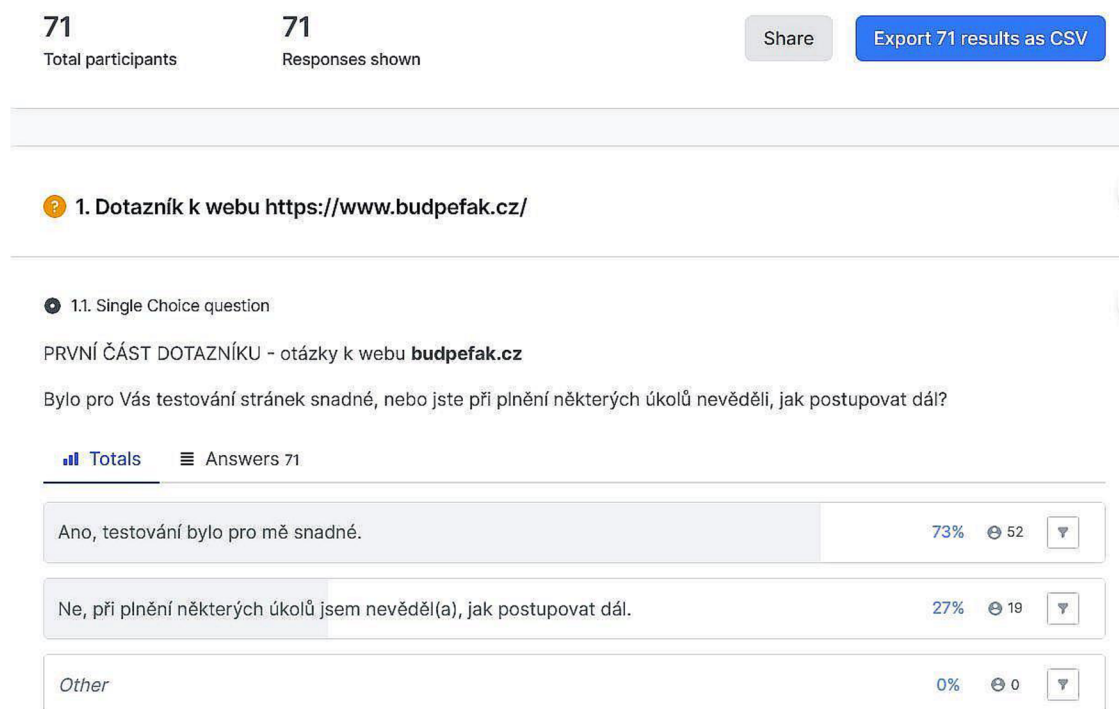 71
Total participants
71
Responses shown
Share
Export 71 results as CSV
1. Dotazník k webu https://www.budpefak.cz/
1.1. Single Choice question
PRVNÍ ČÁST DOTAZNÍKU - otázky k webu budpefak.cz
Bylo pro Vás testování stránek snadné, nebo jste při plnění některých úkolů nevěděli, jak postupovat dál?
Totals
Answers 71
Ano, testování bylo pro mě snadné. 73% 52
Ne, při plnění některých úkolů jsem nevěděl(a), jak postupovat dál. 27% 19
Other 0% 0